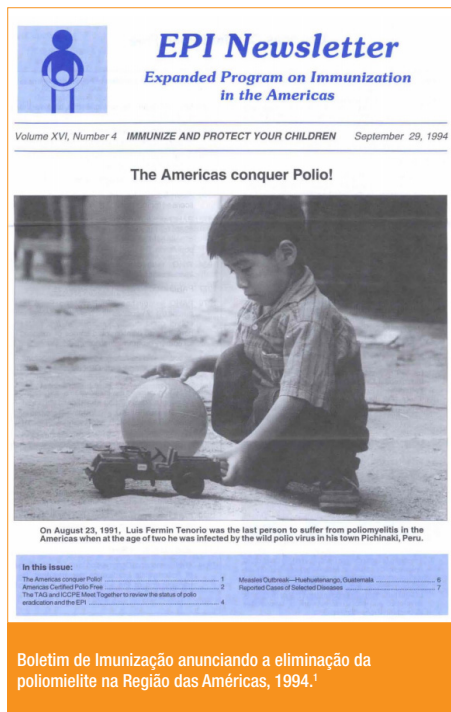 EPI Newsletter
Expanded Program on Immunization
in the Americas
Volume XVI, Number 4 IMMUNIZE AND PROTECT YOUR CHILDREN September 29, 1994
The Americas conquer Polio!
On August 23, 1991, Luis Fermin Tenorio was the last person to suffer from poliomyelitis in the
Americas when at the age of two he was infected by the wild polio virus in his town Pichinaki, Peru.
In this issue:
The Americas conquer Polio! 1
Americas Certified Polio Free 2
The TAG and ICCPE Meet Together to review the status of polio
eradication and the EPI 4
Measles Outbreak—Huehuetenango, Guatemala 6
Reported Cases of Selected Diseases 7
Boletim de Imunização anunciando a eliminação da
poliomielite na Região das Américas, 1994.¹